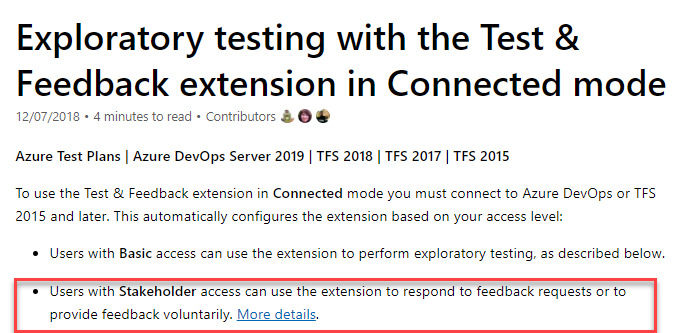 Exploratory testing with the Test &
Feedback extension in Connected mode
12/07/2018 • 4 minutes to read • Contributors
Azure Test Plans | Azure DevOps Server 2019 | TFS 2018 | TFS 2017 | TFS 2015
To use the Test & Feedback extension in Connected mode you must connect to Azure DevOps or TFS
2015 and later. This automatically configures the extension based on your access level:
• Users with Basic access can use the extension to perform exploratory testing, as described below.
• Users with Stakeholder access can use the extension to respond to feedback requests or to
provide feedback voluntarily. More details.